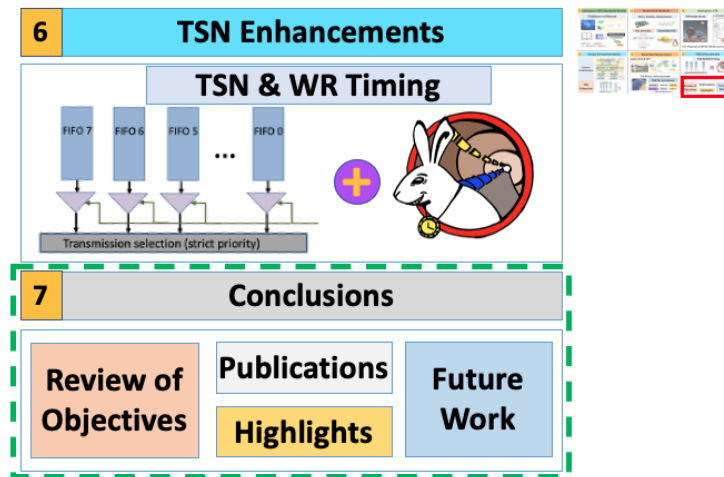 6
TSN Enhancements
TSN & WR Timing
FIFO 7
FIFO 6
FIFO 5
...
FIFO 0
Transmission selection (strict priority)
7
Conclusions
Review of
Objectives
Publications
Highlights
Future
Work